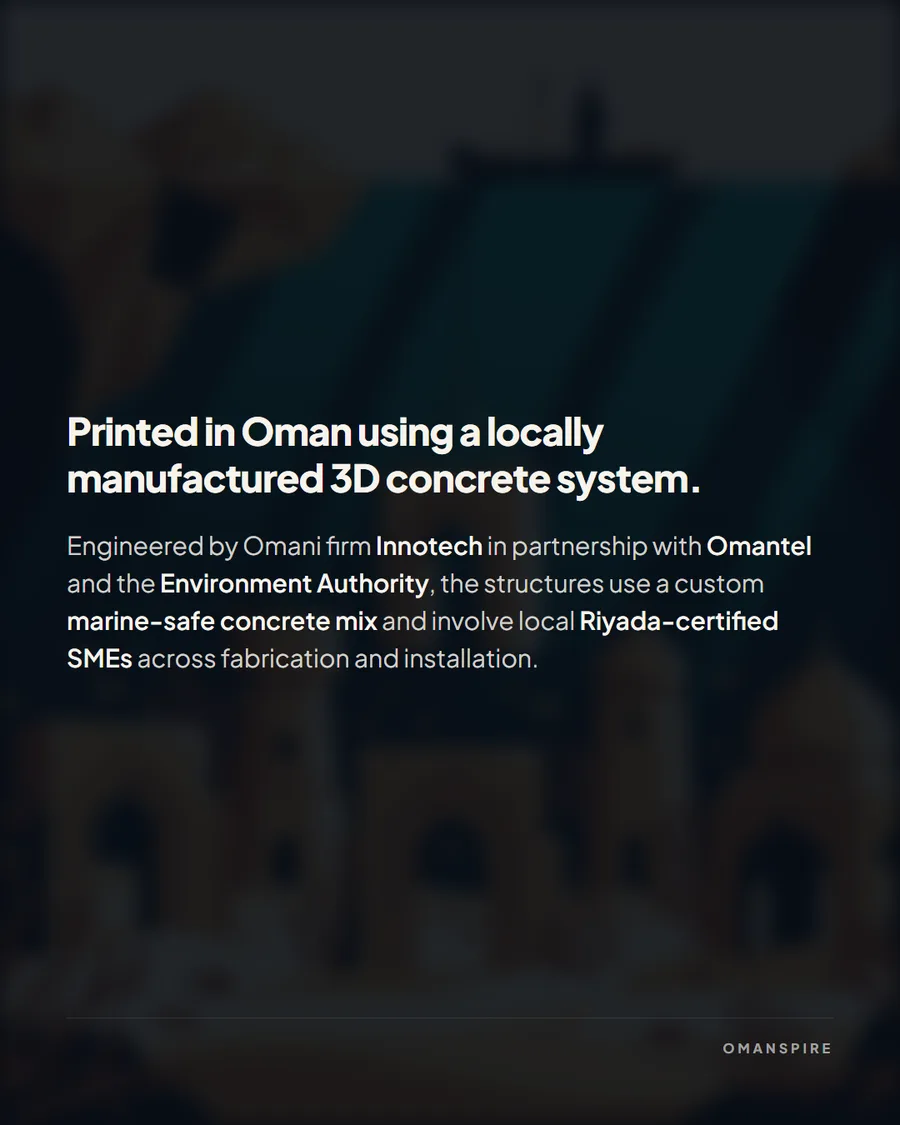 Printed in Oman using a locally
manufactured 3D concrete system.
Engineered by Omani firm Innotech in partnership with Omantel
and the Environment Authority, the structures use a custom
marine-safe concrete mix and involve local Riyada-certified
SMEs across fabrication and installation.
OMANSPIRE